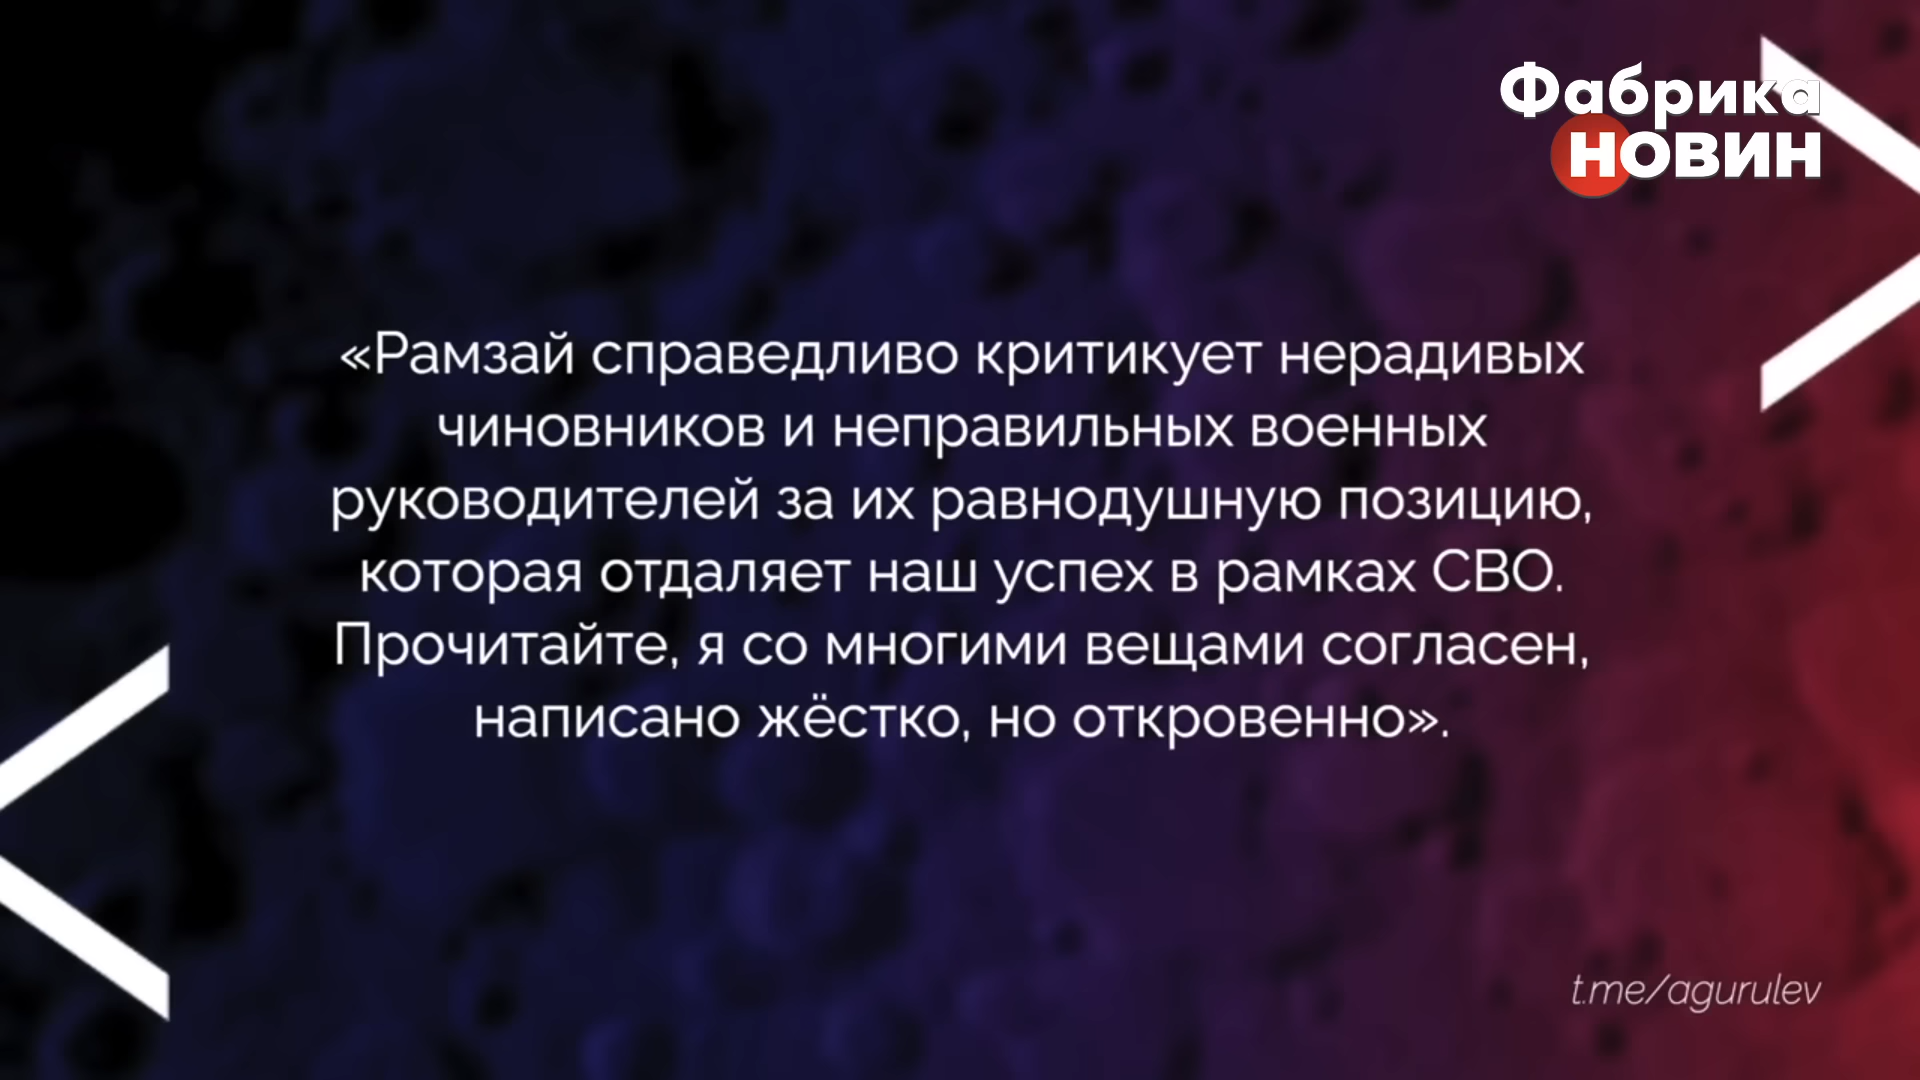 Фабрика
новин
«Рамзай справедливо критикует нерадивых
чиновников и неправильных военных
руководителей за их равнодушную позицию,
которая отдаляет наш успех в рамках СВО.
Прочитайте, я со многими вещами согласен,
написано жёстко, но откровенно».
t.me/agurulev